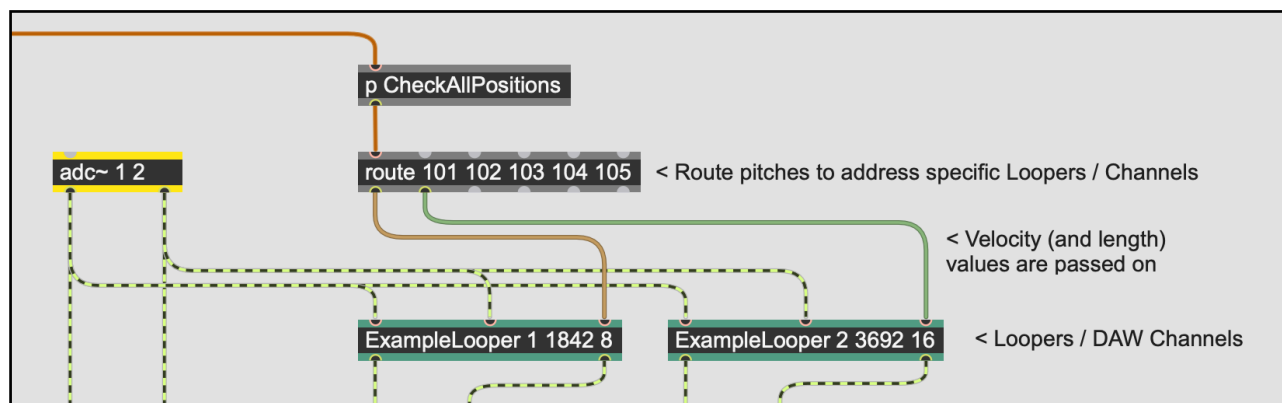 p CheckAllPositions
adc~ 1 2
route 101 102 103 104 105
< Route pitches to address specific Loopers / Channels
< Velocity (and length)
values are passed on
ExampleLooper 1 1842 8
ExampleLooper 2 3692 16
< Loopers / DAW Channels